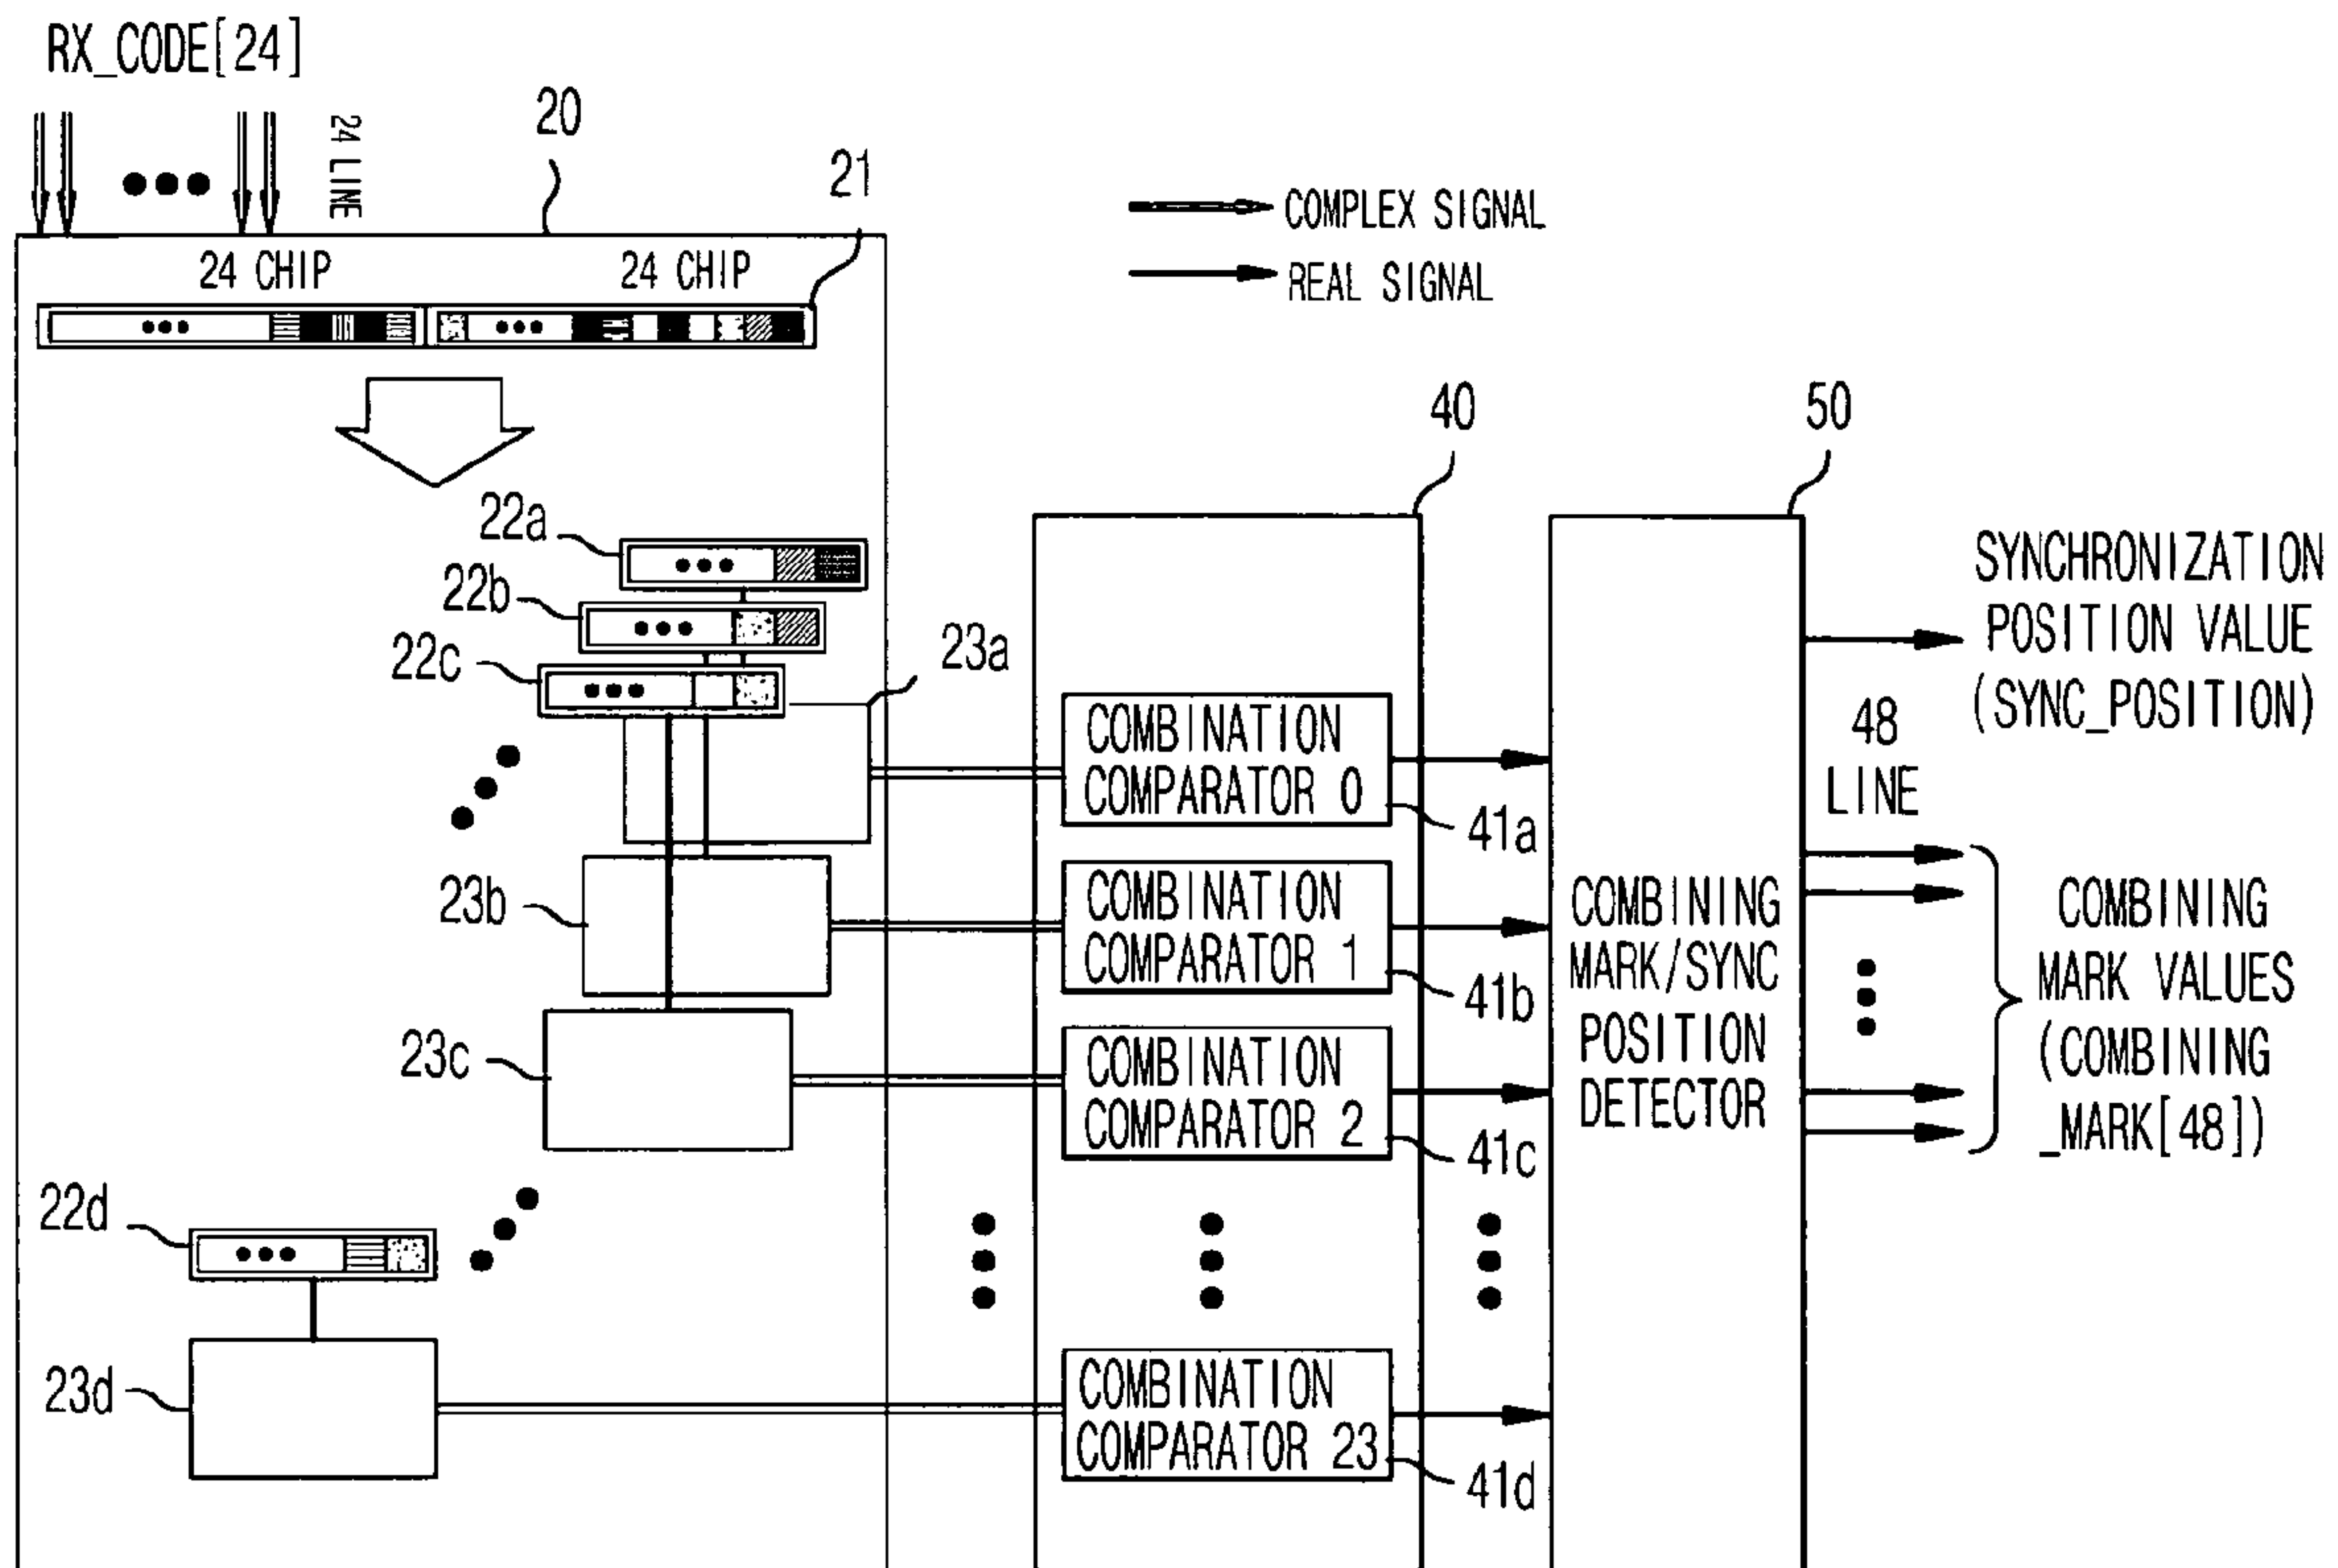 RX_CODE[24]
24 LINE
20
21
24 CHIP
24 CHIP
COMPLEX SIGNAL
REAL SIGNAL
40
50
22a
22b
22c
23a
23b
23c
22d
23d
COMBINATION
COMPARATOR 0
41a
COMBINATION
COMPARATOR 1
41b
COMBINATION
COMPARATOR 2
41c
COMBINATION
COMPARATOR 23
41d
COMBINING
MARK/SYNC
POSITION
DETECTOR
SYNCHRONIZATION
POSITION VALUE
(SYNC_POSITION)
48
LINE
COMBINING
MARK VALUES
(COMBINING
_MARK[48])